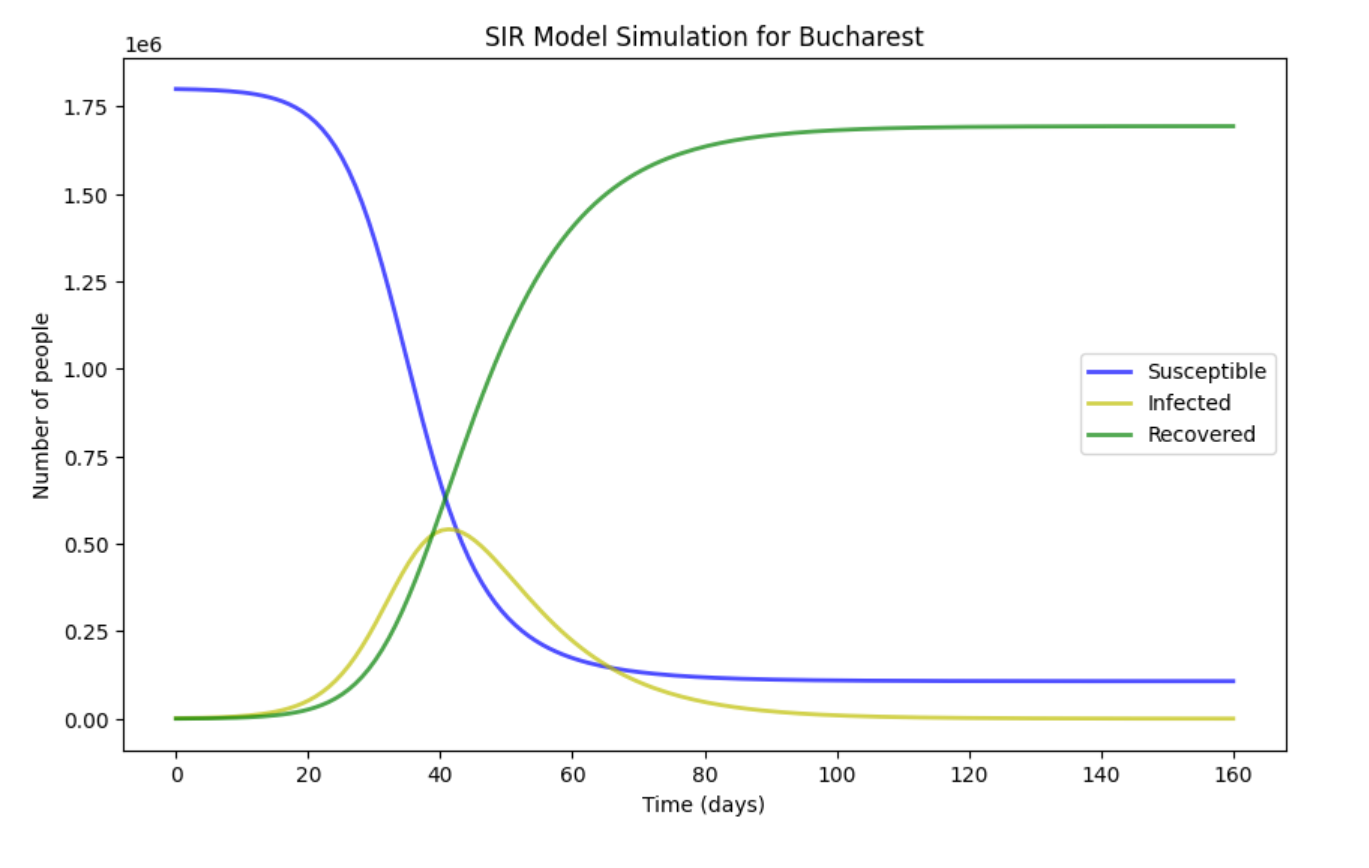 SIR Model Simulation for Bucharest
1e6
1.75
1.50
1.25
1.00
0.75
0.50
0.25
0.00
Number of people
Susceptible
Infected
Recovered
0 20 40 60 80 100 120 140 160
Time (days)